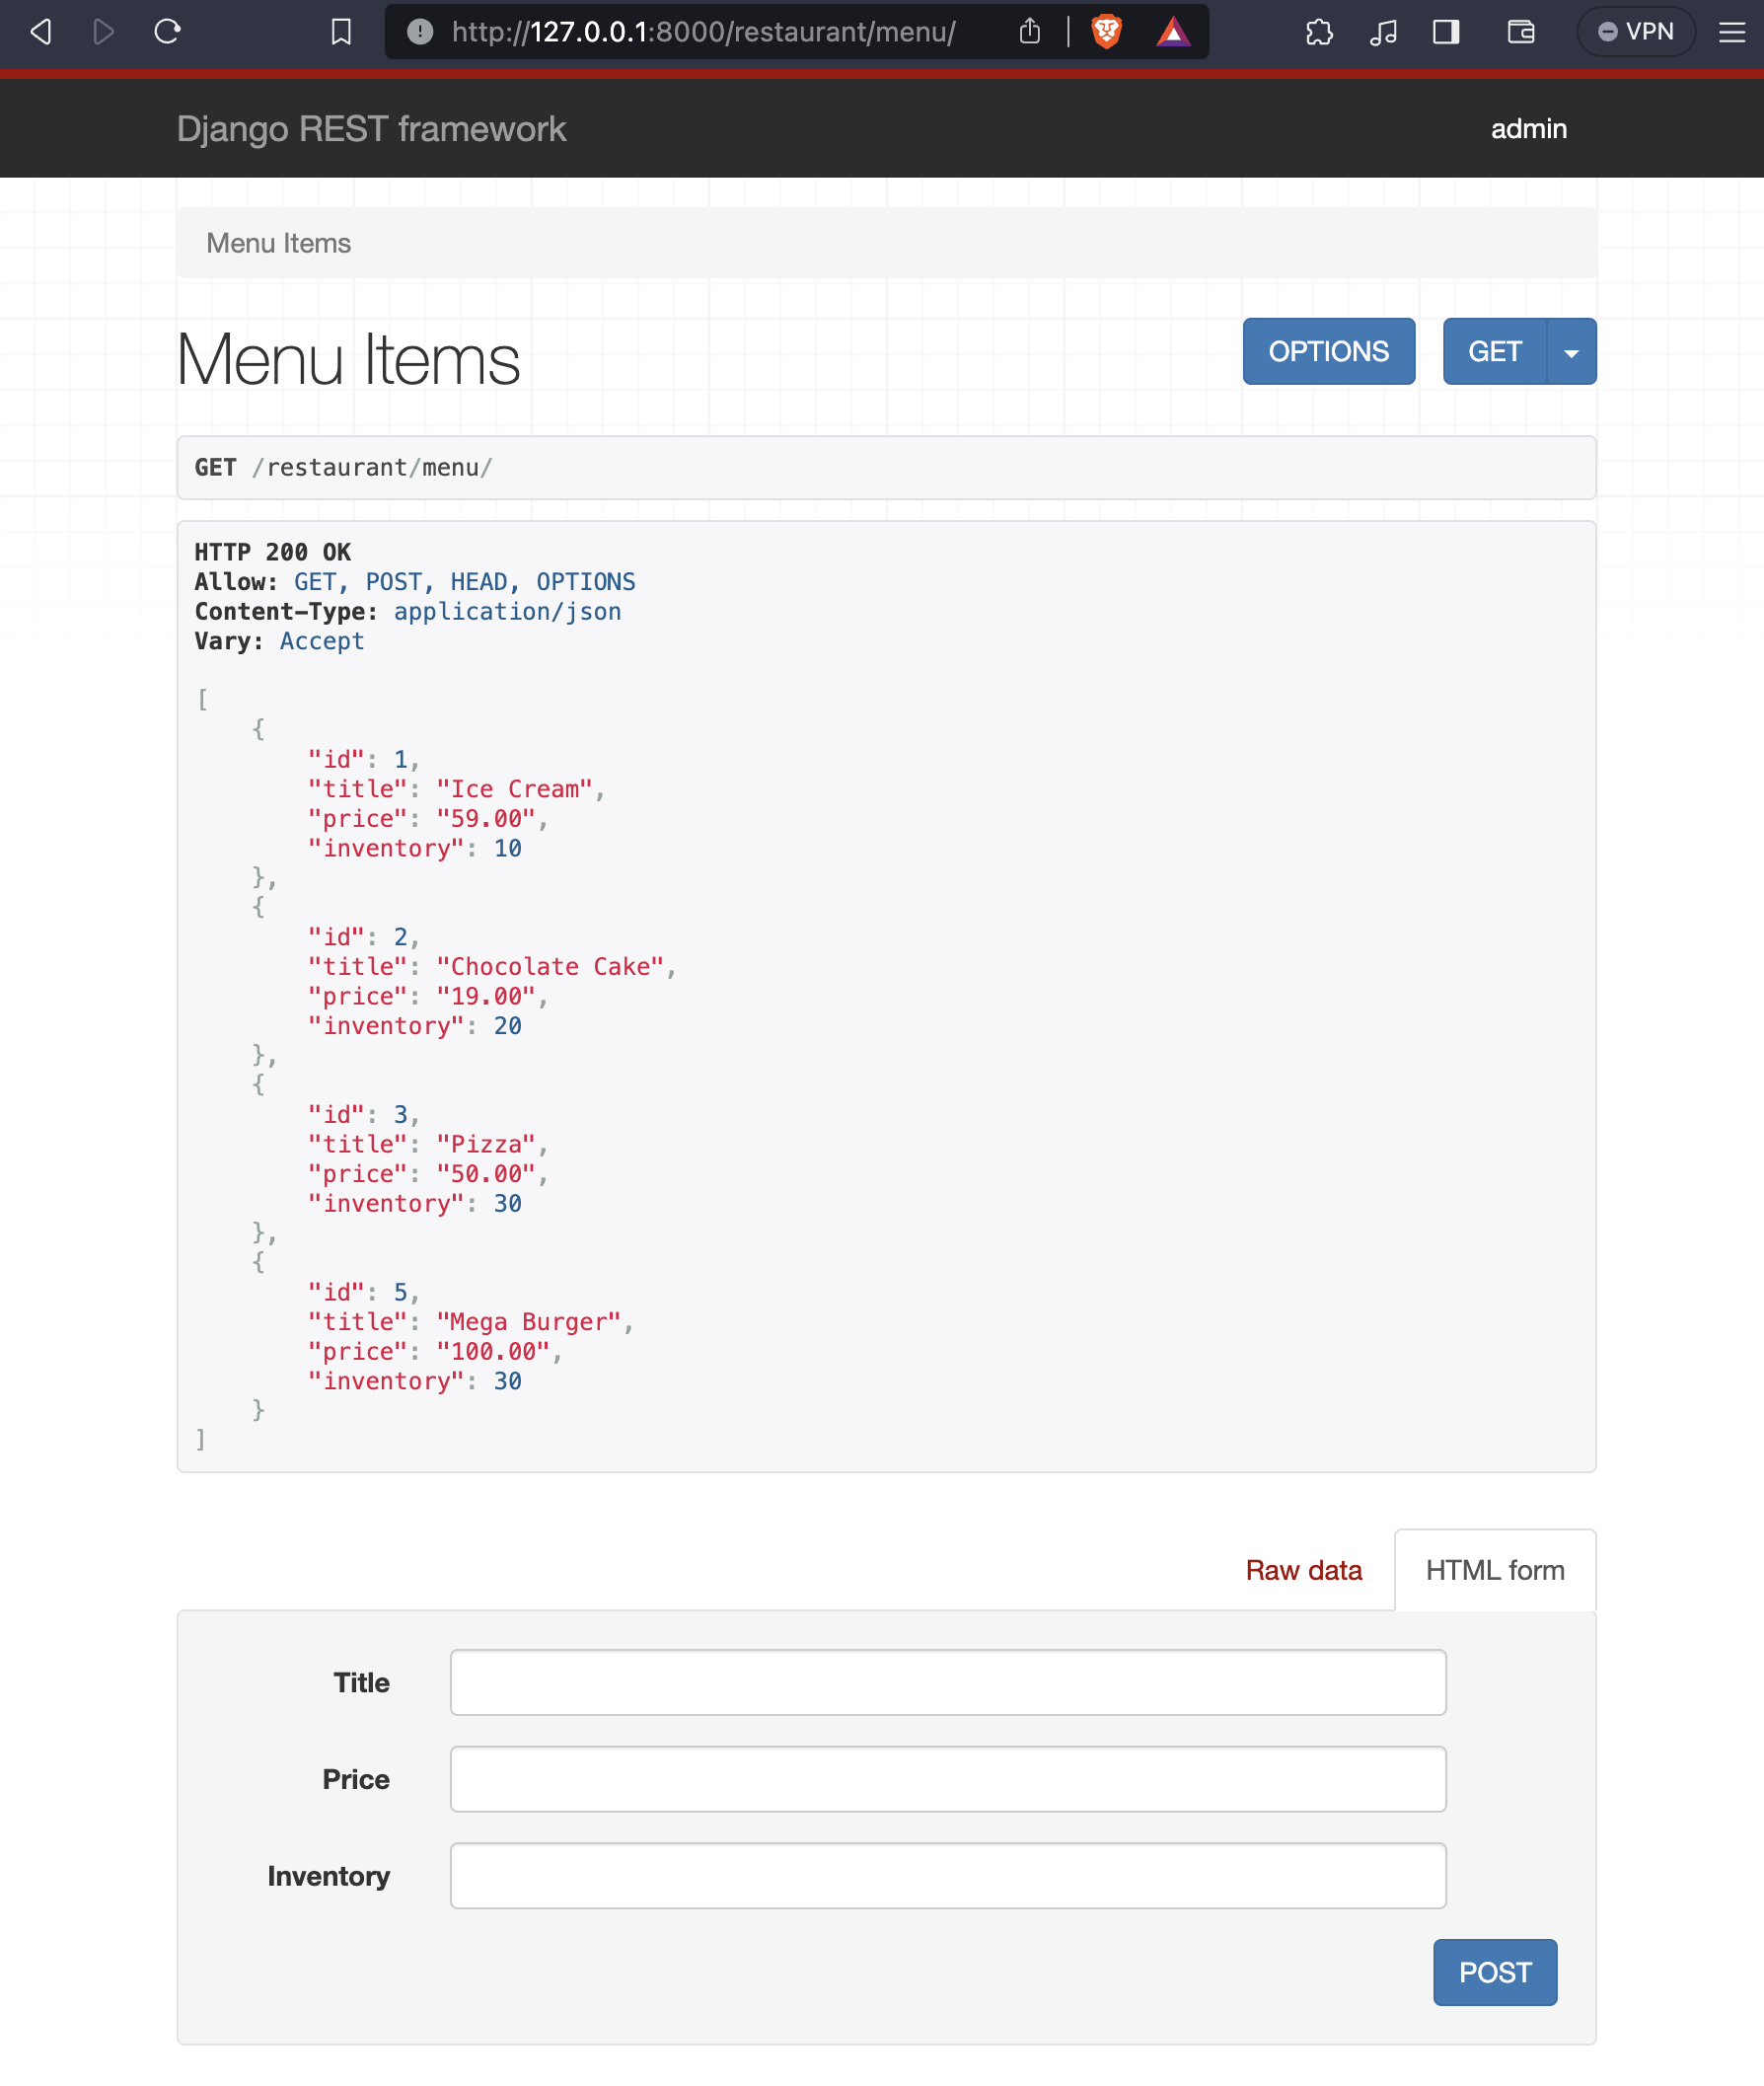 http://127.0.0.1:8000/restaurant/menu/
VPN
Django REST framework
admin
Menu Items
Menu Items
OPTIONS
GET
GET /restaurant/menu/
HTTP 200 OK
Allow: GET, POST, HEAD, OPTIONS
Content-Type: application/json
Vary: Accept
[
    {
        "id": 1,
        "title": "Ice Cream",
        "price": "59.00",
        "inventory": 10
    },
    {
        "id": 2,
        "title": "Chocolate Cake",
        "price": "19.00",
        "inventory": 20
    },
    {
        "id": 3,
        "title": "Pizza",
        "price": "50.00",
        "inventory": 30
    },
    {
        "id": 5,
        "title": "Mega Burger",
        "price": "100.00",
        "inventory": 30
    }
]
Raw data
HTML form
Title
Price
Inventory
POST